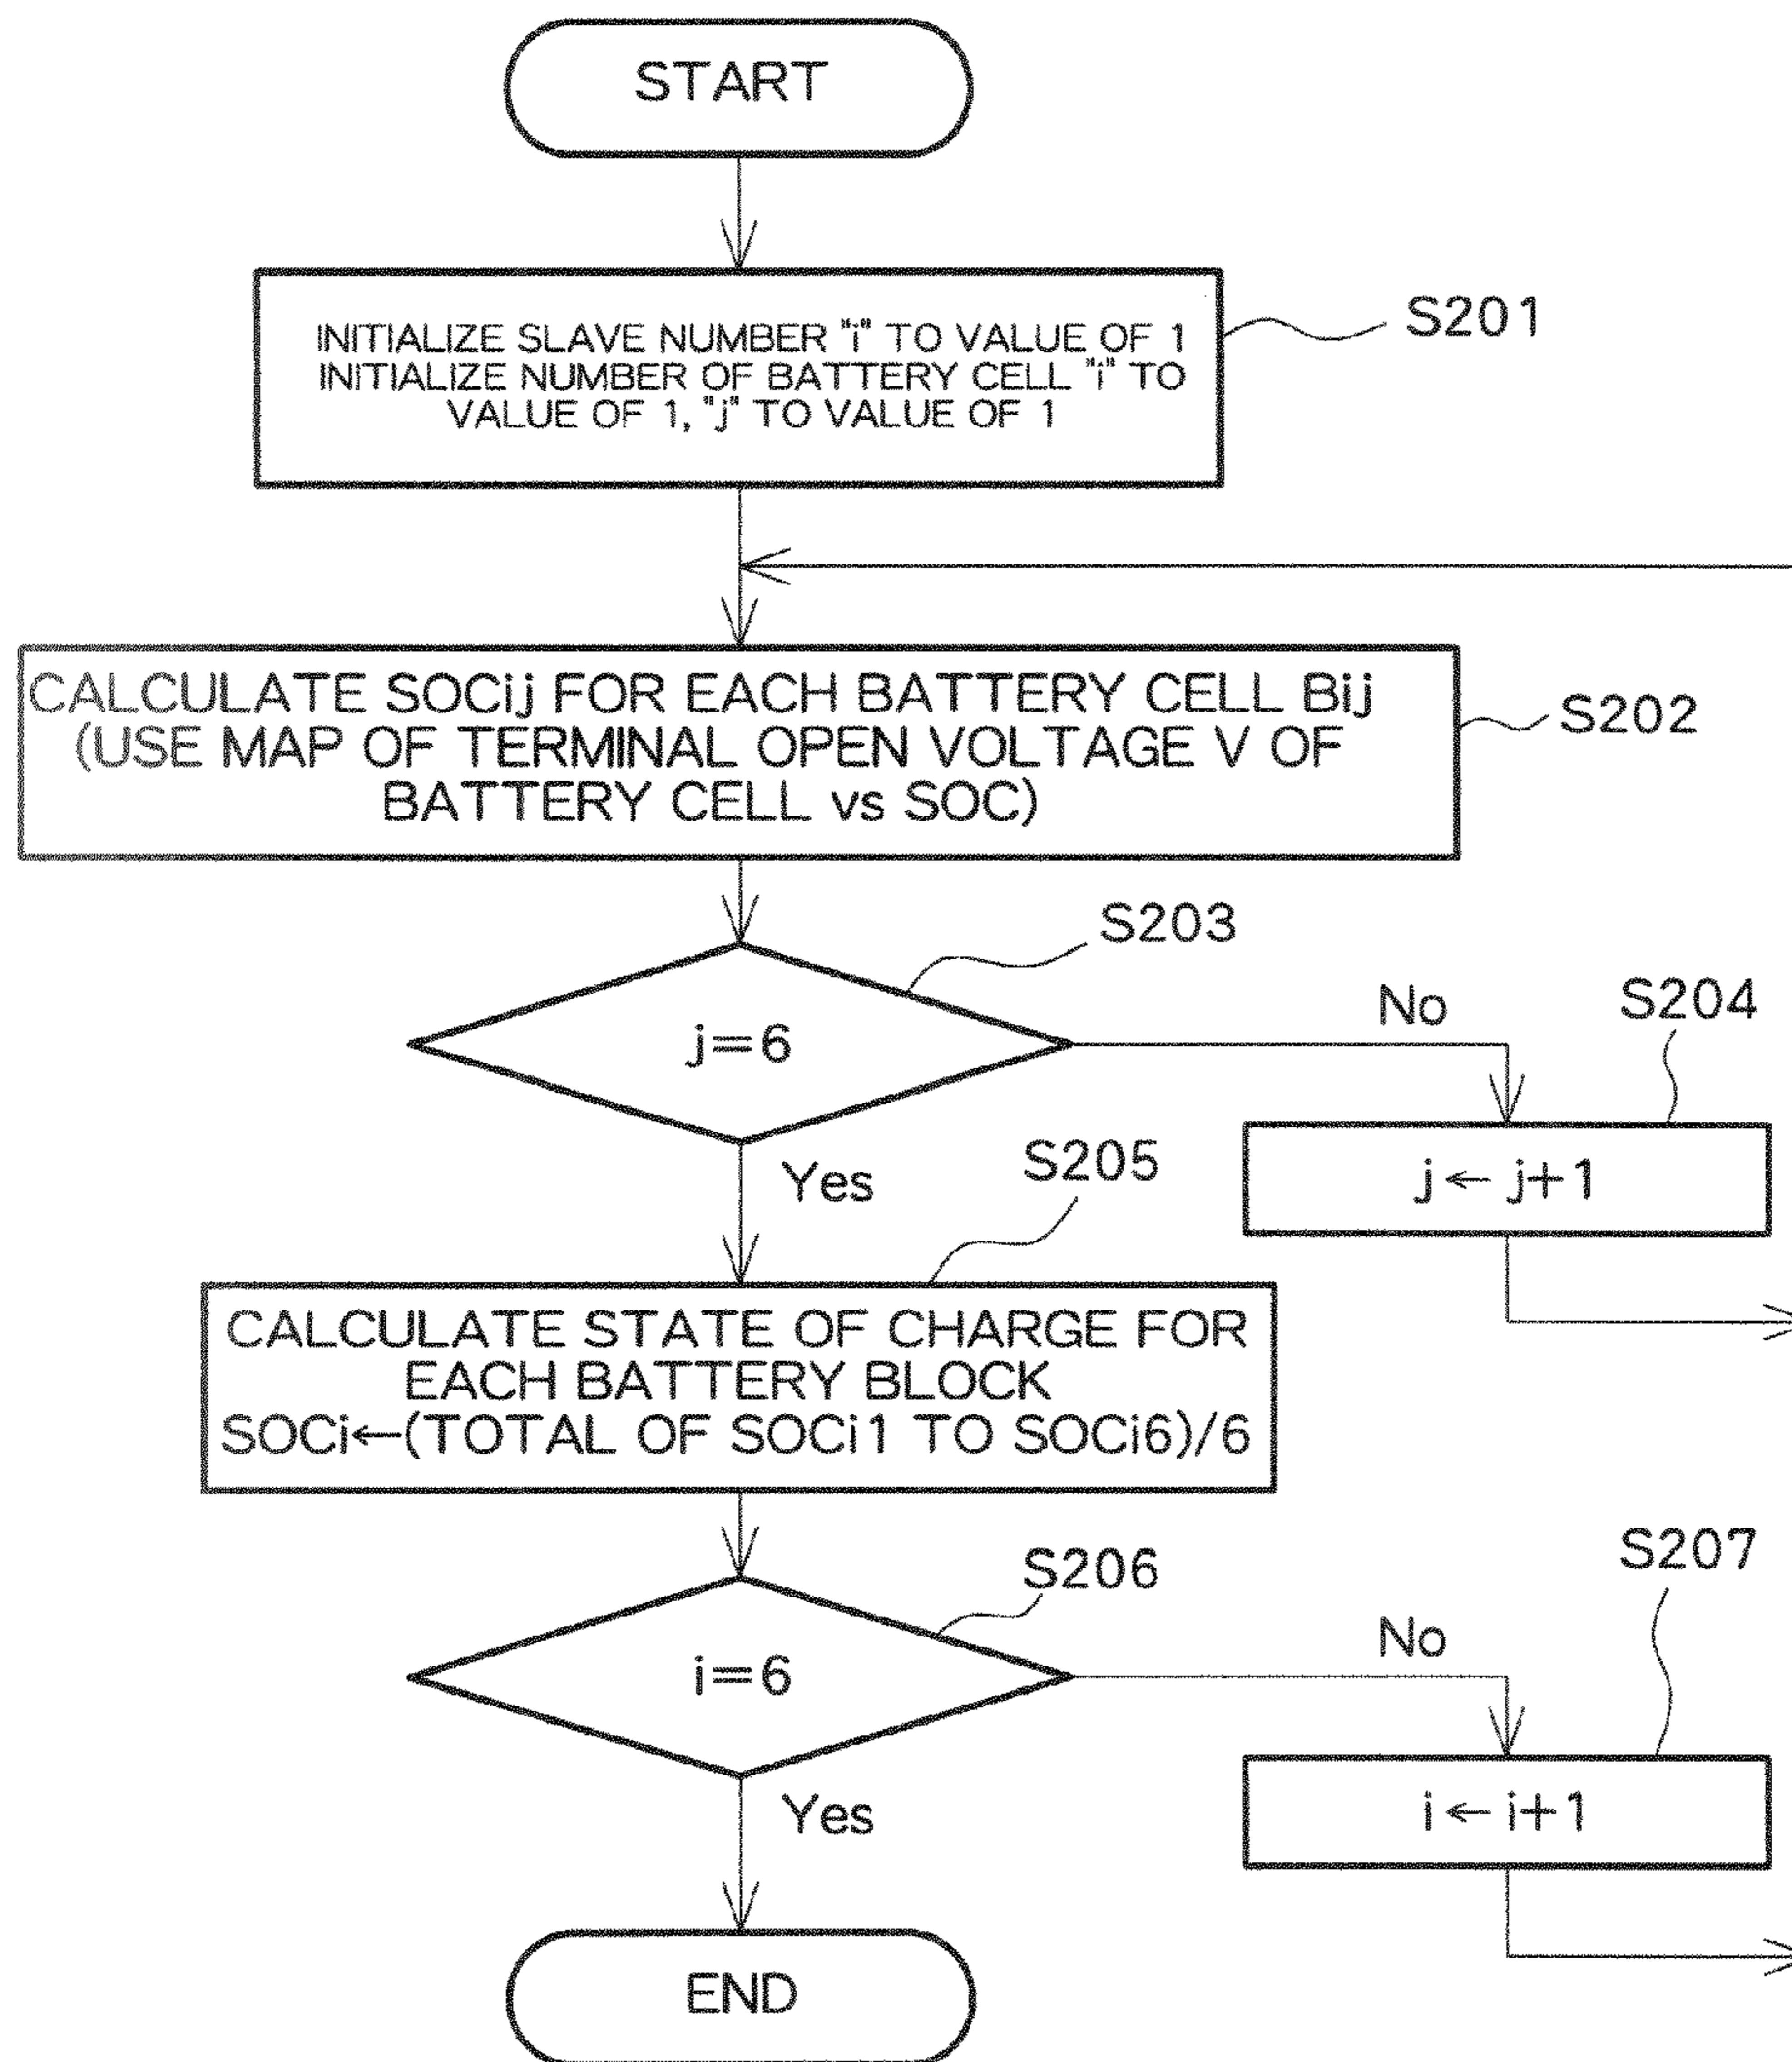 START
INITIALIZE SLAVE NUMBER "i" TO VALUE OF 1
INITIALIZE NUMBER OF BATTERY CELL "i" TO
VALUE OF 1, "j" TO VALUE OF 1
S201
CALCULATE SOCij FOR EACH BATTERY CELL Bij
(USE MAP OF TERMINAL OPEN VOLTAGE V OF
BATTERY CELL vs SOC)
S202
S203
j=6
No
S204
j←j+1
Yes
S205
CALCULATE STATE OF CHARGE FOR
EACH BATTERY BLOCK
SOCi←(TOTAL OF SOCi1 TO SOCi6)/6
S206
i=6
No
S207
i←i+1
Yes
END